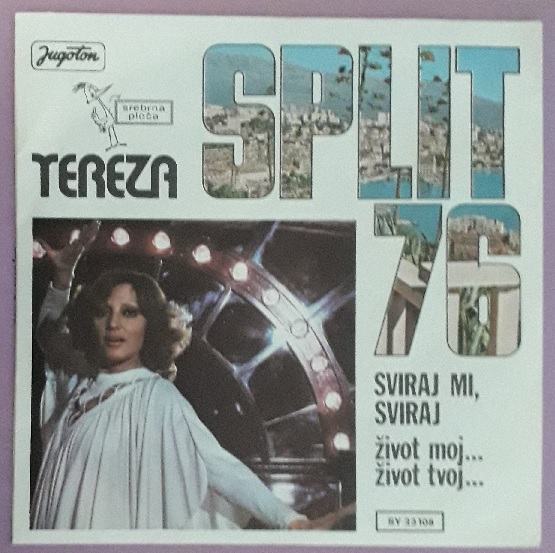 Jugoton
srebrna
ploča
TEREZA
SPLIT
76
SVIRAJ MI,
SVIRAJ
život moj...
život tvoj...
SY 23108